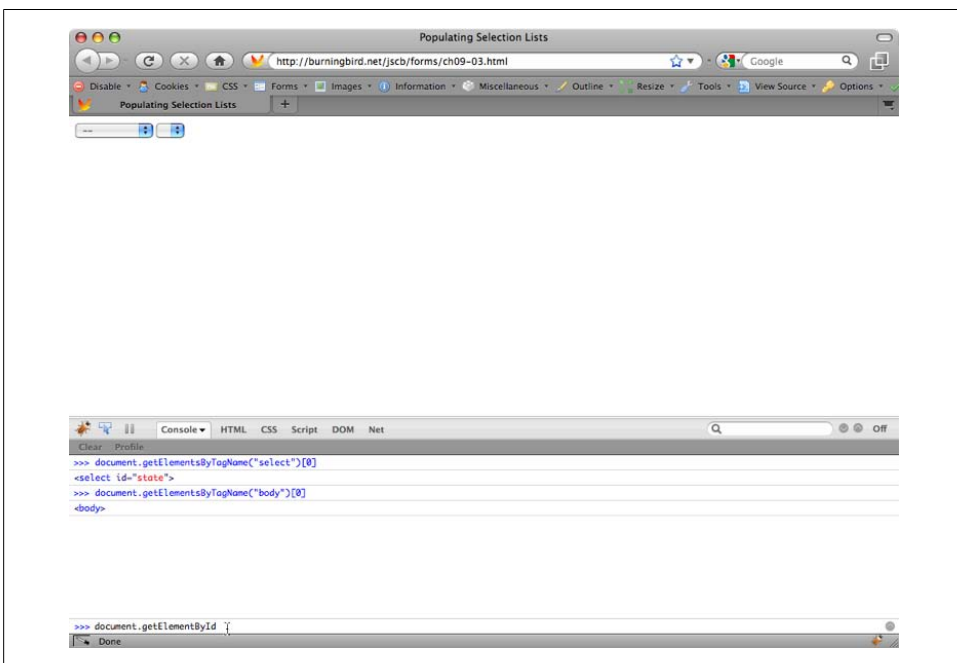 Populating Selection Lists
http://burningbird.net/jscb/forms/ch09-03.html
Google
Disable Cookies CSS Forms Images Information Miscellaneous Outline Resize Tools View Source Options
Populating Selection Lists +
--
Console HTML CSS Script DOM Net Off
Clear Profile
>>> document.getElementsByTagName("select")[0]
<select id="state">
>>> document.getElementsByTagName("body")[0]
<body>
>>> document.getElementById
Done